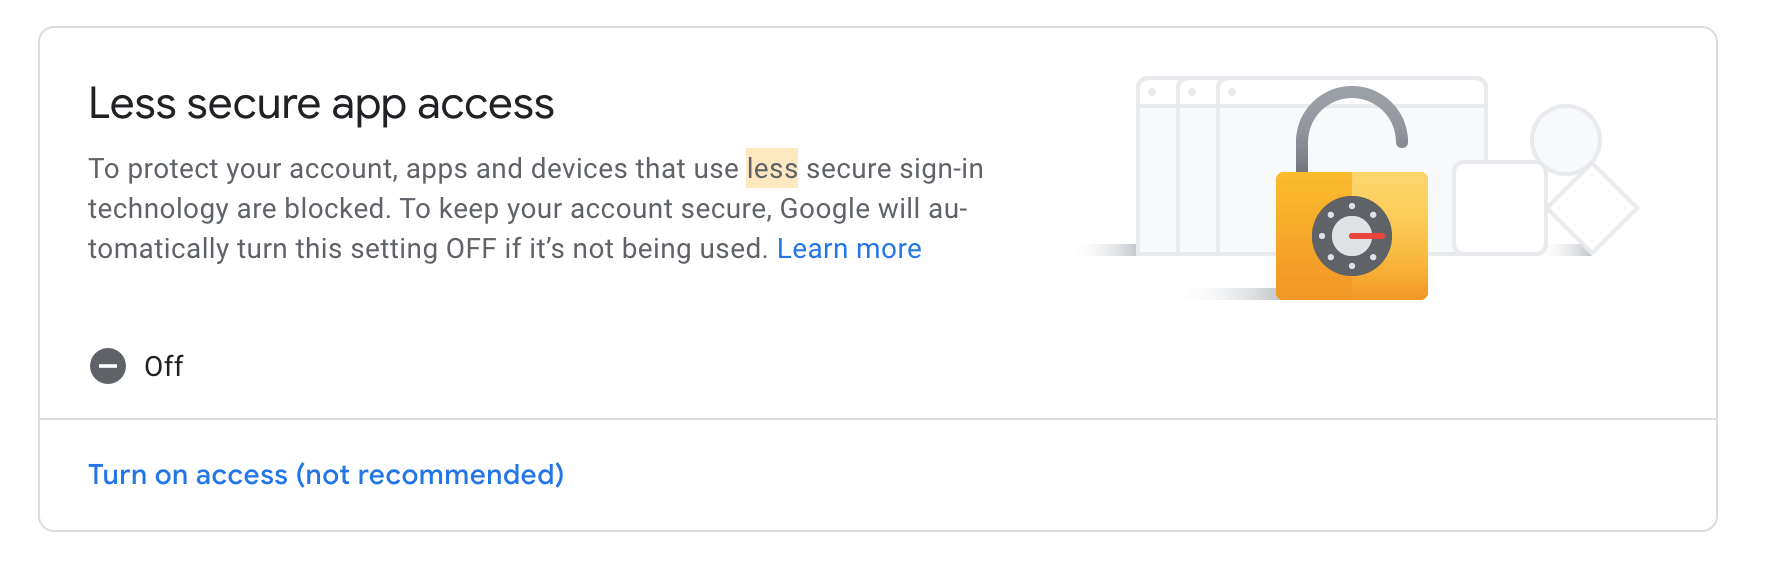 Less secure app access
To protect your account, apps and devices that use less secure sign-in
technology are blocked. To keep your account secure, Google will au-
tomatically turn this setting OFF if it’s not being used. Learn more
Off
Turn on access (not recommended)